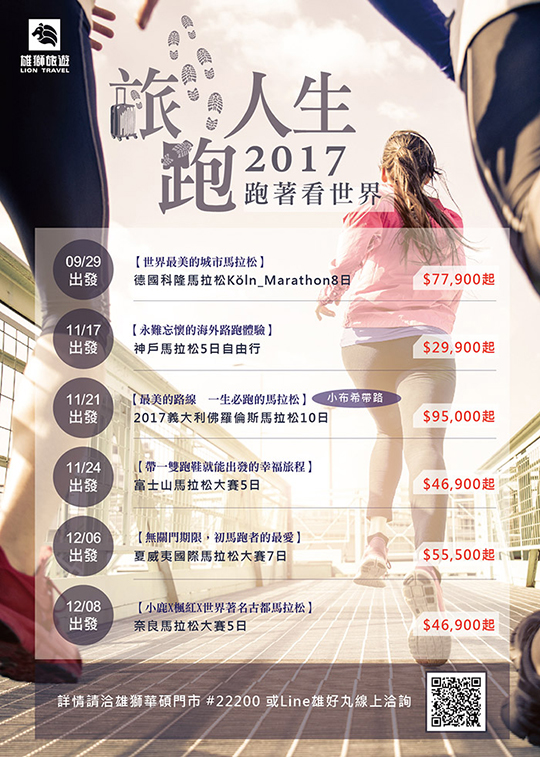 雄獅旅遊
LION TRAVEL
旅 人生
跑 2017
跑著看世界
09/29
出發
【世界最美的城市馬拉松】
德國科隆馬拉松Köln_Marathon8日
$77,900起
11/17
出發
【永難忘懷的海外路跑體驗】
神戶馬拉松5日自由行
$29,900起
11/21
出發
【最美的路線 一生必跑的馬拉松】
小布希帶路
2017義大利佛羅倫斯馬拉松10日
$95,000起
11/24
出發
【帶一雙跑鞋就能出發的幸福旅程】
富士山馬拉松大賽5日
$46,900起
12/06
出發
【無關門期限，初馬跑者的最愛】
夏威夷國際馬拉松大賽7日
$55,500起
12/08
出發
【小鹿X楓紅X世界著名古都馬拉松】
奈良馬拉松大賽5日
$46,900起
詳情請洽雄獅華碩門市 #22200 或Line雄好丸線上洽詢